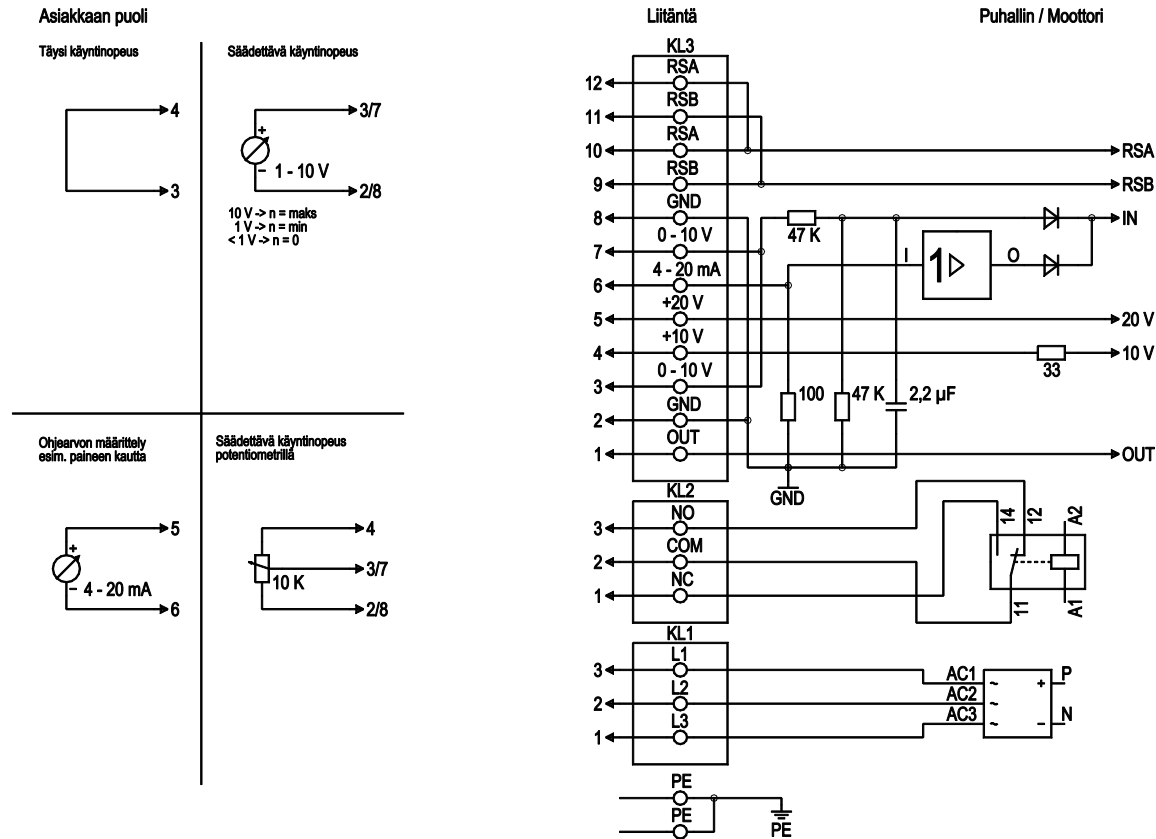 Asiakkaan puoli
Täysi käyntinopeus
4
3
Säädettävä käyntinopeus
3/7
+
− 1 - 10 V
2/8
10 V -> n = maks
1 V -> n = min
< 1 V -> n = 0
Ohjearvon määrittely
esim. paineen kautta
5
+
− 4 - 20 mA
6
Säädettävä käyntinopeus
potentiometrillä
4
3/7
10 K
2/8
Liitäntä
Puhallin / Moottori
KL3
RSA
12
RSB
11
RSA
10
RSA
RSB
9
RSB
GND
8
47 K
IN
0 - 10 V
7
I
1
O
4 - 20 mA
6
+20 V
5
20 V
+10 V
4
33
10 V
0 - 10 V
3
100
47 K
2,2 µF
GND
2
OUT
1
OUT
GND
KL2
NO
3
COM
2
NC
1
14
12
A2
11
A1
KL1
L1
3
L2
2
L3
1
AC1
~
+
P
AC2
~
AC3
~
−
N
PE
PE
PE